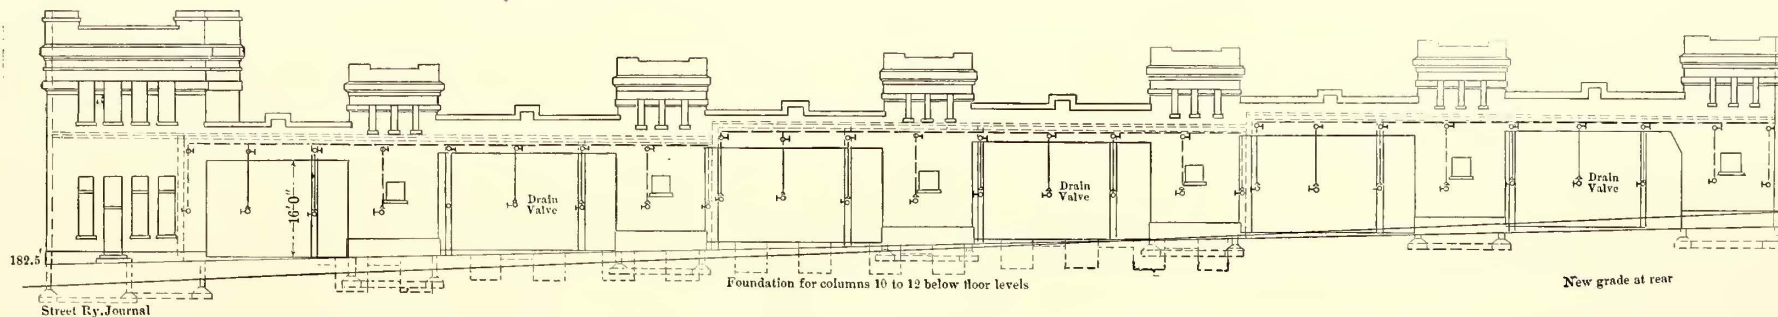 16'-0"
Drain
Valve
Drain
Valve
Drain
Valve
182.5'
Foundation for columns 10 to 12 below floor levels
New grade at rear
Street Ry. Journal